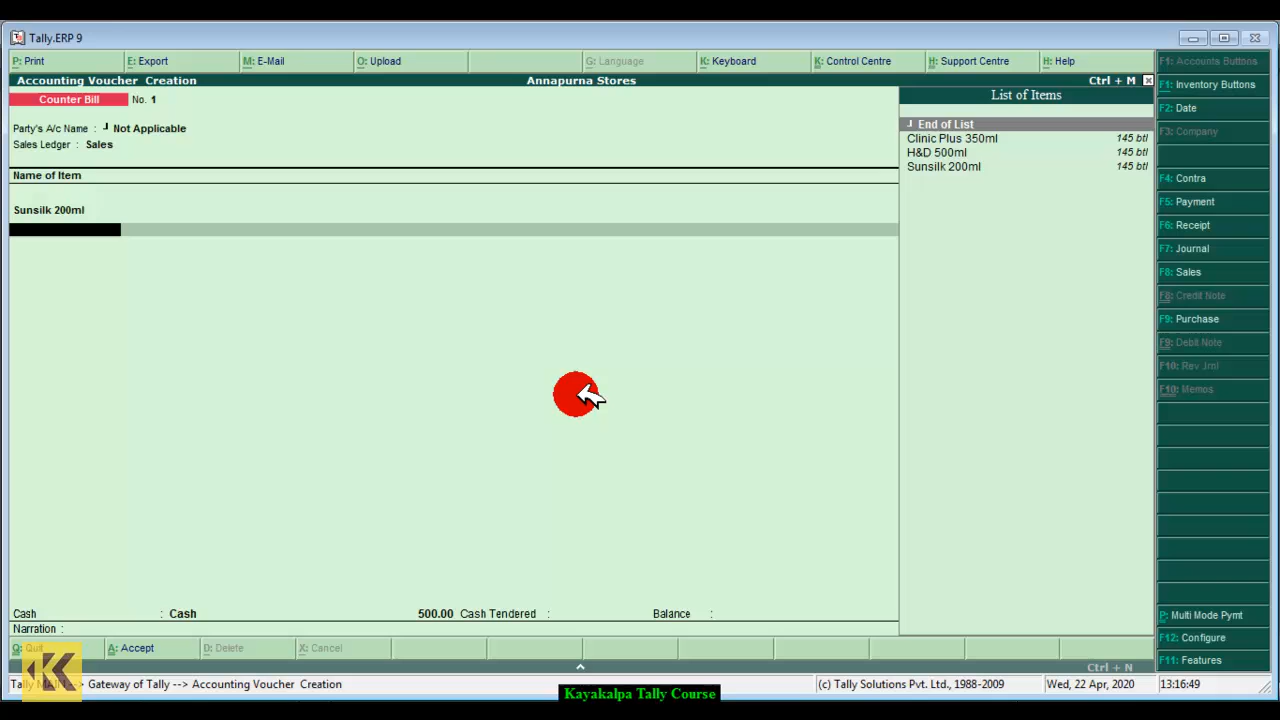 Tally.ERP 9
P: Print E: Export M: E-Mail O: Upload G: Language K: Keyboard K: Control Centre H: Support Centre H: Help
Accounting Voucher Creation Annapurna Stores Ctrl + M
Counter Bill No. 1
Party's A/c Name : Not Applicable
Sales Ledger : Sales
Name of Item
Sunsilk 200ml
List of Items
End of List
Clinic Plus 350ml 145 btl
H&D 500ml 145 btl
Sunsilk 200ml 145 btl
F1: Accounts Buttons
F1: Inventory Buttons
F2: Date
F3: Company
F4: Contra
F5: Payment
F6: Receipt
F7: Journal
F8: Sales
F8: Credit Note
F9: Purchase
F9: Debit Note
F10: Rev Jrnl
F10: Memos
P: Multi Mode Pymt
F12: Configure
F11: Features
Cash : Cash 500.00 Cash Tendered : Balance :
Narration :
Q: Quit A: Accept D: Delete X: Cancel
Ctrl + N
Tally MAIN --> Gateway of Tally --> Accounting Voucher Creation (c) Tally Solutions Pvt. Ltd., 1988-2009 Wed, 22 Apr, 2020 13:16:49
Kayakalpa Tally Course